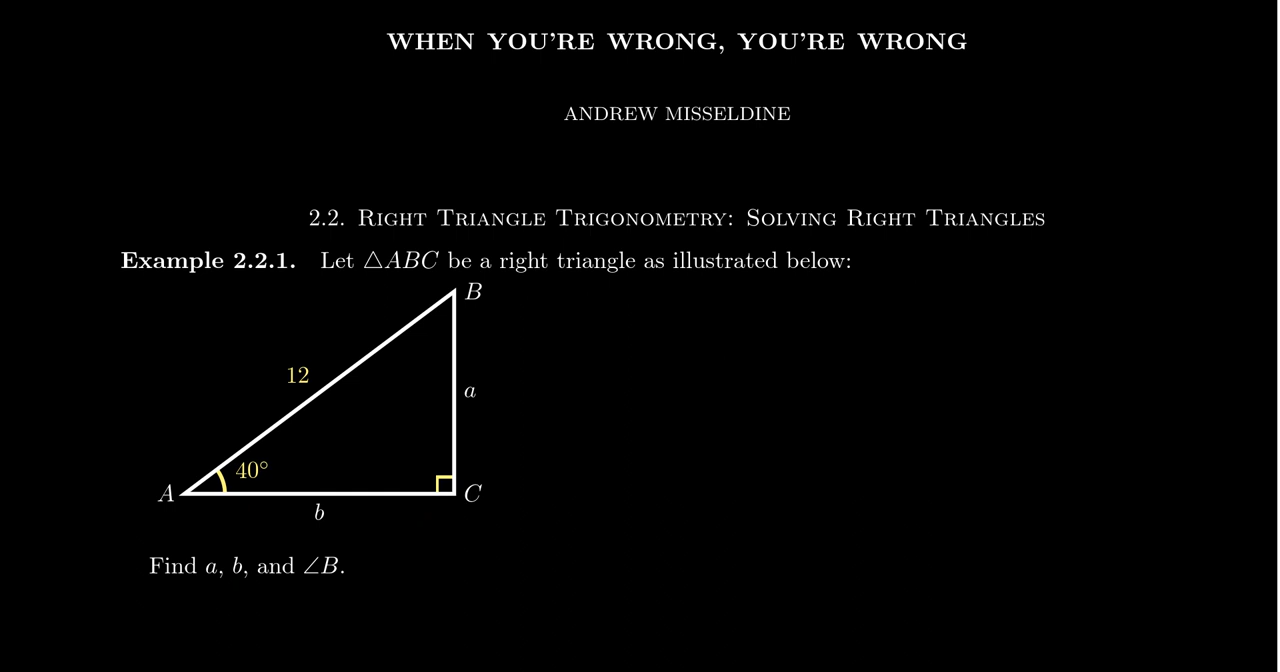 WHEN YOU'RE WRONG, YOU'RE WRONG
ANDREW MISSELDINE
2.2. RIGHT TRIANGLE TRIGONOMETRY: SOLVING RIGHT TRIANGLES
Example 2.2.1. Let △ABC be a right triangle as illustrated below:
B
12
a
40°
A
C
b
Find a, b, and ∠B.